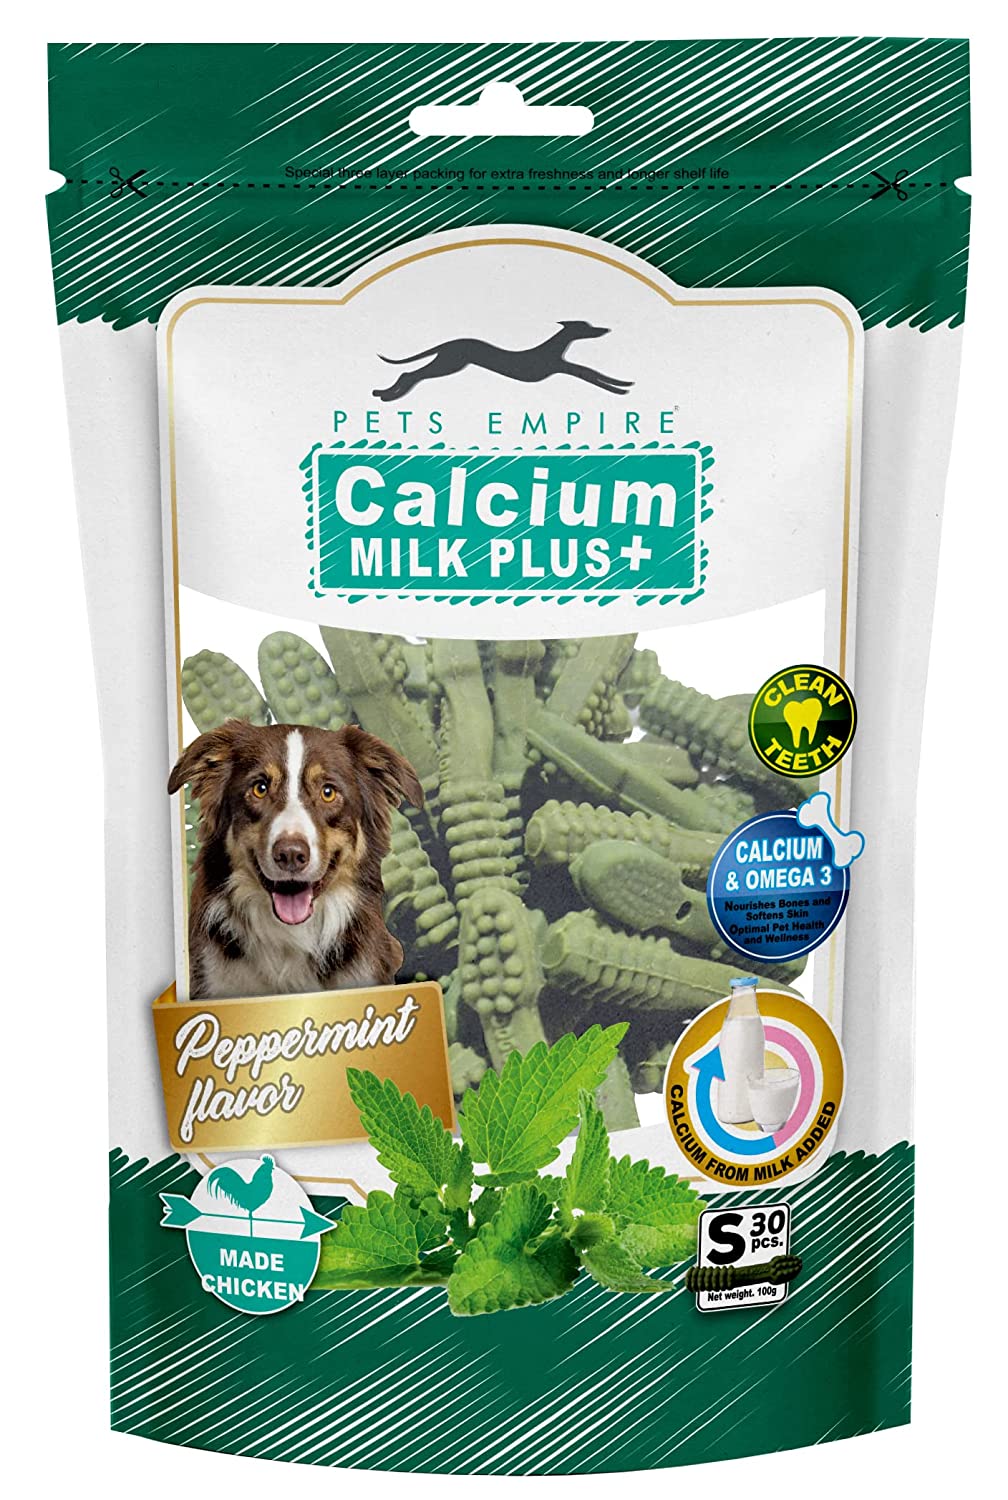 Special three layer packing for extra freshness and longer shelf life
PETS EMPIRE®
Calcium
MILK PLUS+
CLEAN
TEETH
CALCIUM
& OMEGA 3
Nourishes Bones and
Softens Skin
Optimal Pet Health
and Wellness
Peppermint
flavor
CALCIUM FROM MILK ADDED
MADE
CHICKEN
S 30
pcs.
Net weight. 100g